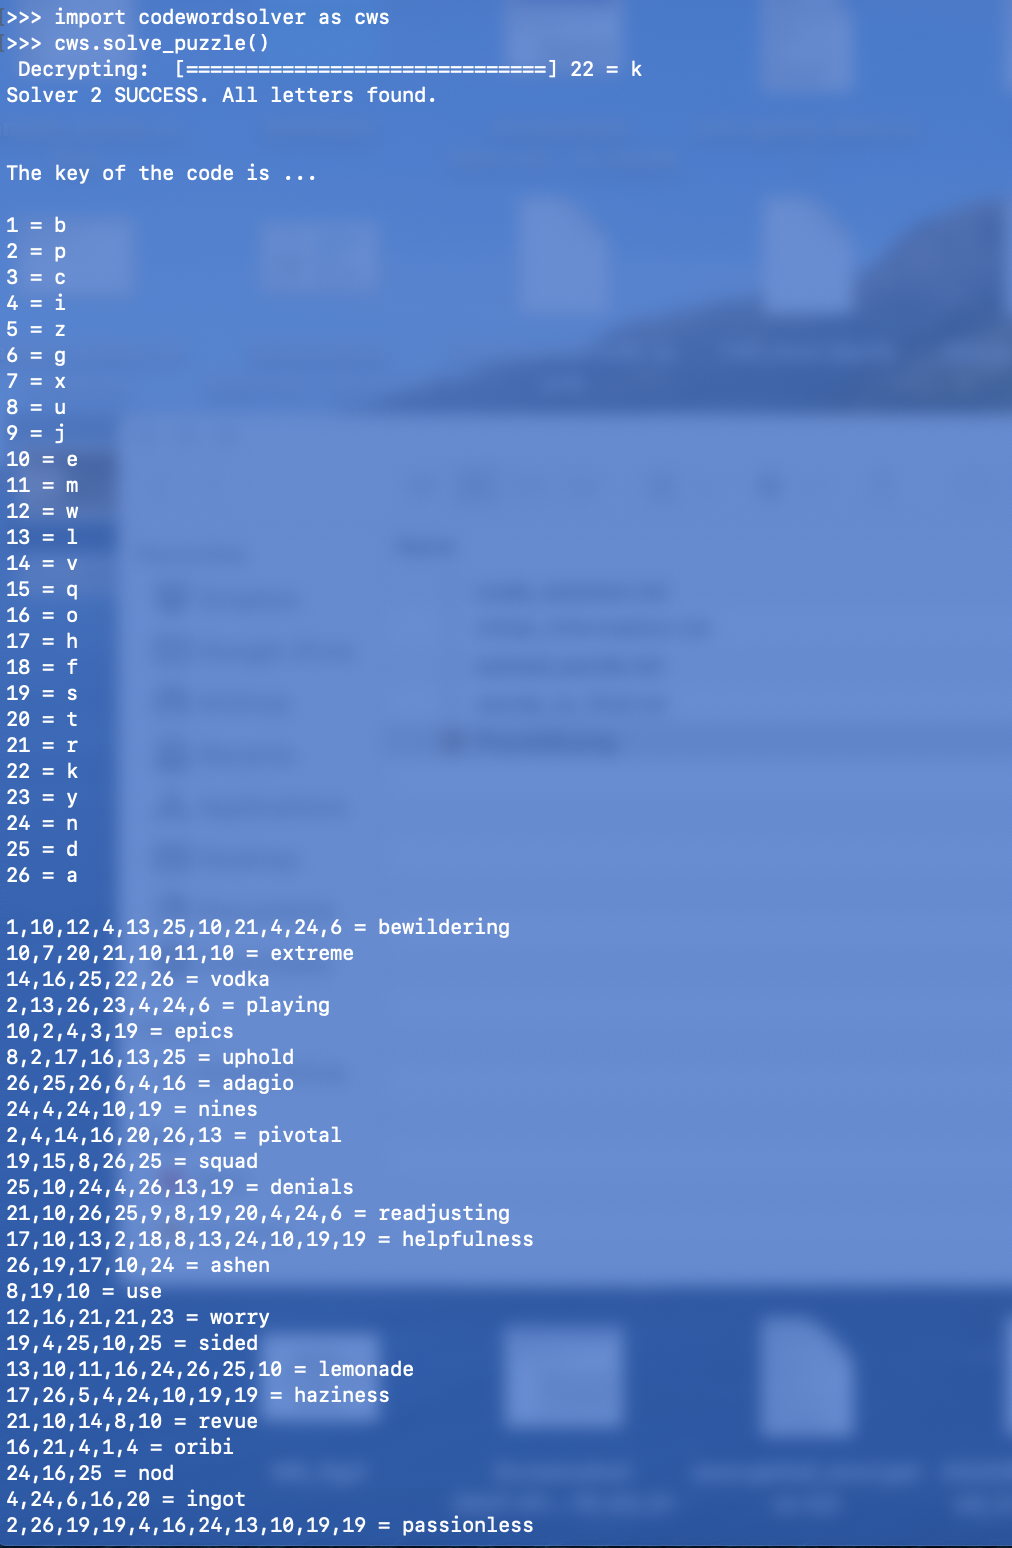 >>> import codewordsolver as cws
>>> cws.solve_puzzle()
 Decrypting:  [==============================] 22 = k
Solver 2 SUCCESS. All letters found.
The key of the code is ...
1 = b
2 = p
3 = c
4 = i
5 = z
6 = g
7 = x
8 = u
9 = j
10 = e
11 = m
12 = w
13 = l
14 = v
15 = q
16 = o
17 = h
18 = f
19 = s
20 = t
21 = r
22 = k
23 = y
24 = n
25 = d
26 = a
1,10,12,4,13,25,10,21,4,24,6 = bewildering
10,7,20,21,10,11,10 = extreme
14,16,25,22,26 = vodka
2,13,26,23,4,24,6 = playing
10,2,4,3,19 = epics
8,2,17,16,13,25 = uphold
26,25,26,6,4,16 = adagio
24,4,24,10,19 = nines
2,4,14,16,20,26,13 = pivotal
19,15,8,26,25 = squad
25,10,24,4,26,13,19 = denials
21,10,26,25,9,8,19,20,4,24,6 = readjusting
17,10,13,2,18,8,13,24,10,19,19 = helpfulness
26,19,17,10,24 = ashen
8,19,10 = use
12,16,21,21,23 = worry
19,4,25,10,25 = sided
13,10,11,16,24,26,25,10 = lemonade
17,26,5,4,24,10,19,19 = haziness
21,10,14,8,10 = revue
16,21,4,1,4 = oribi
24,16,25 = nod
4,24,6,16,20 = ingot
2,26,19,19,4,16,24,13,10,19,19 = passionless